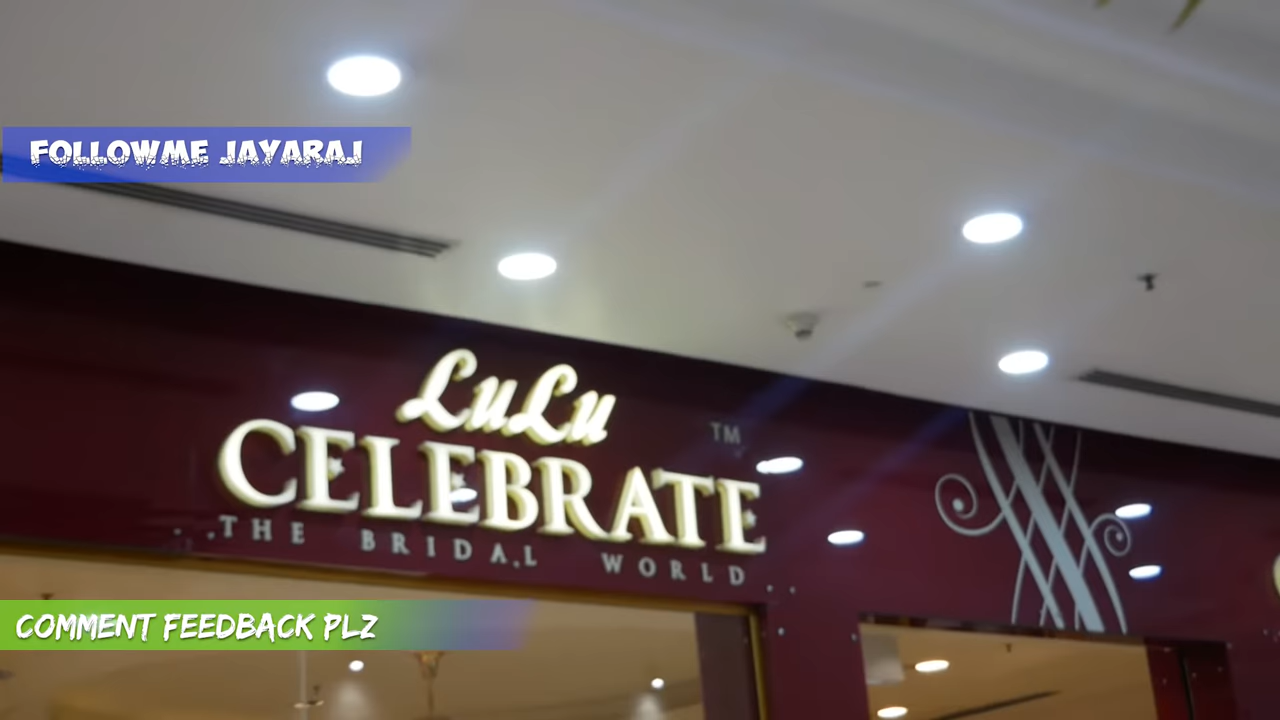 FOLLOWME JAYARAJ
LuLu
CELEBRATE TM
THE BRIDAL WORLD
COMMENT FEEDBACK PLZ